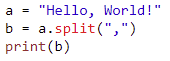 a = "Hello, World!"
b = a.split(",")
print(b)